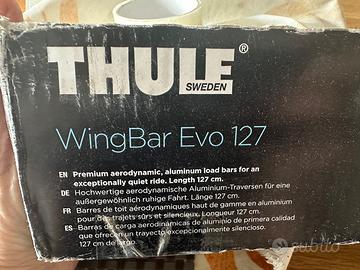 THULE®
SWEDEN
WingBar Evo 127
EN Premium aerodynamic, aluminum load bars for an
exceptionally quiet ride. Length 127 cm.
DE Hochwertige aerodynamische Aluminium-Traversen für eine
außergewöhnlich ruhige Fahrt. Länge 127 cm.
FR Barres de toit aérodynamiques haut de gamme en aluminium
pour des trajets sûrs et silencieux. Longueur 127 cm.
ES Barras de carga aerodinámicas de aluminio de primera calidad
que ofrecen un trayecto excepcionalmente silencioso.
127 cm de largo.
subito